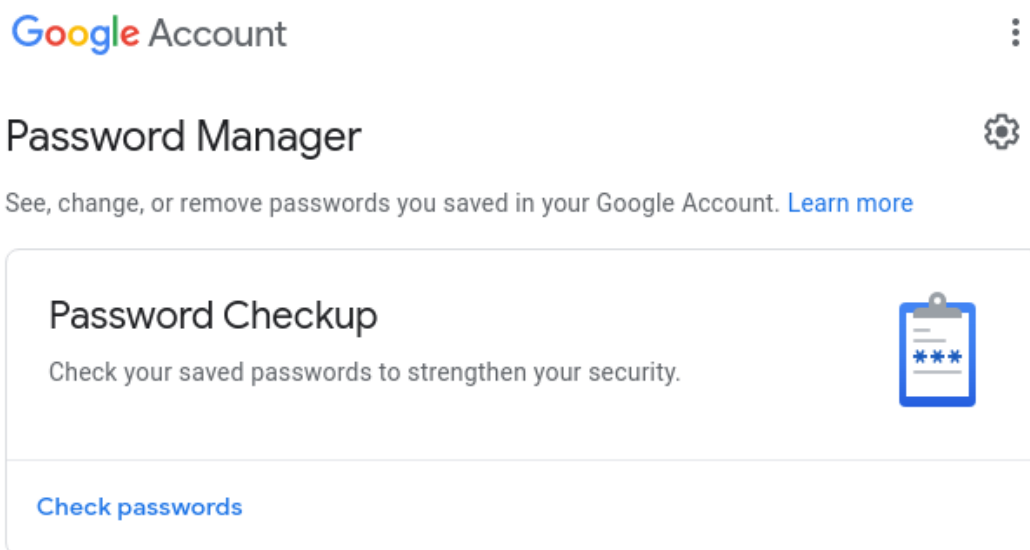 Google Account
Password Manager
See, change, or remove passwords you saved in your Google Account. Learn more
Password Checkup
Check your saved passwords to strengthen your security.
***
Check passwords